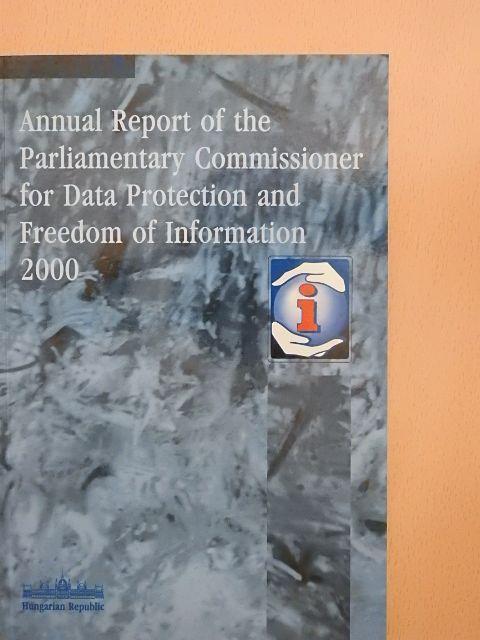 Annual Report of the
Parliamentary Commissioner
for Data Protection and
Freedom of Information
2000
i
Hungarian Republic